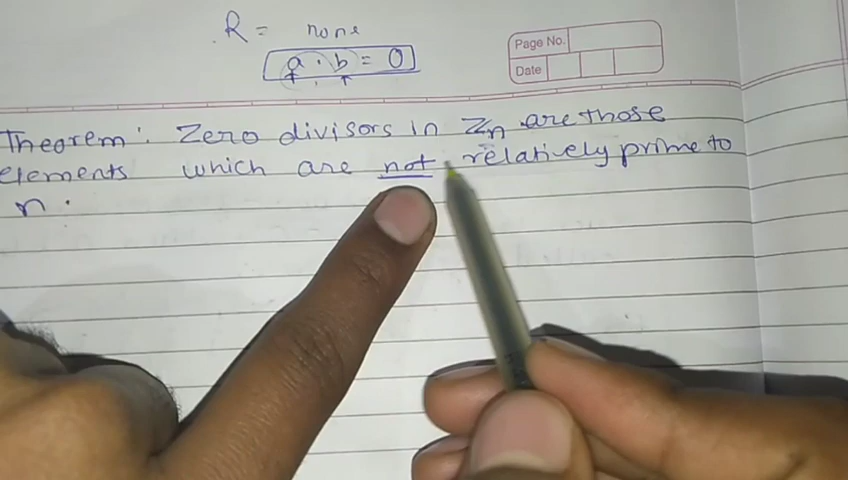 R = none
a . b = 0
Page No.
Date
Theorem : Zero divisors in Zn are those
elements which are not relatively prime to
n .